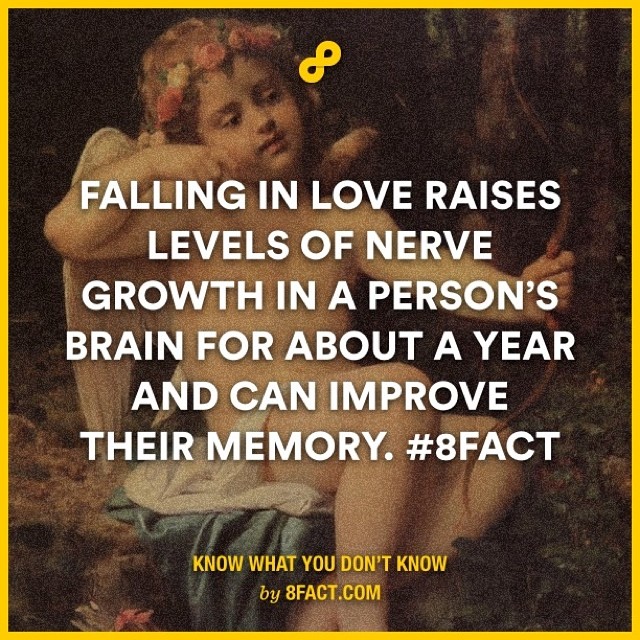 FALLING IN LOVE RAISES
LEVELS OF NERVE
GROWTH IN A PERSON'S
BRAIN FOR ABOUT A YEAR
AND CAN IMPROVE
THEIR MEMORY. #8FACT
KNOW WHAT YOU DON'T KNOW
by 8FACT.COM